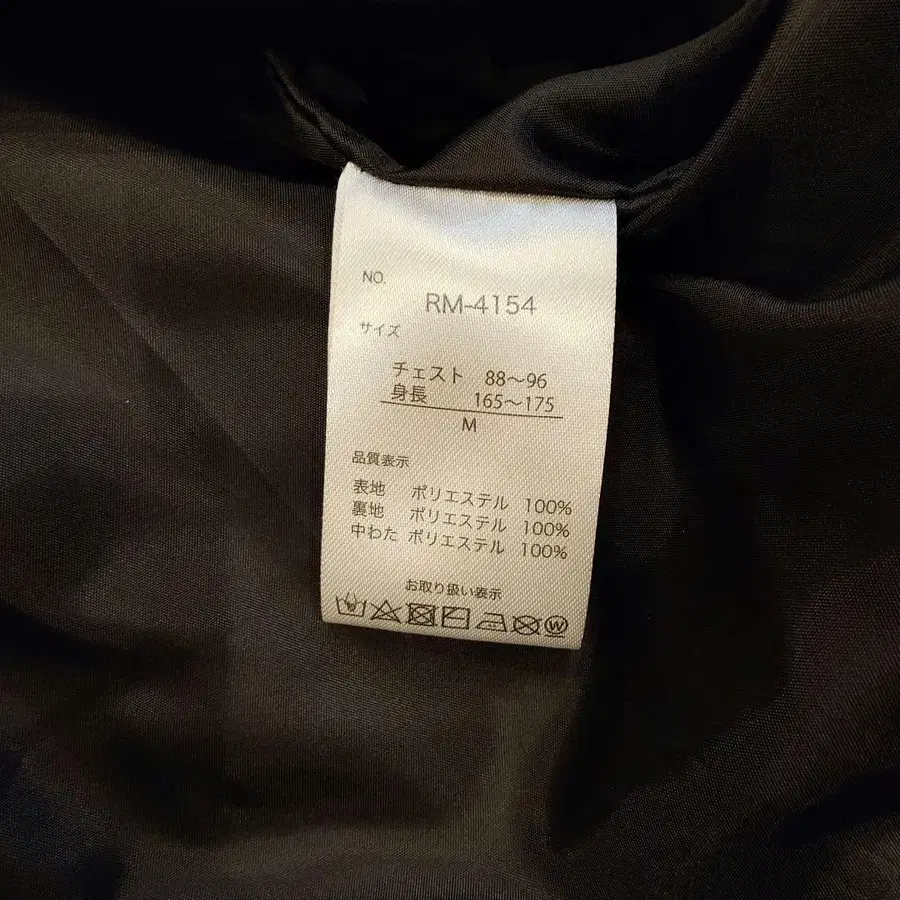 NO.
RM-4154
サイズ
チェスト 88〜96
身長 165〜175
M
品質表示
表地 ポリエステル 100%
裏地 ポリエステル 100%
中わた ポリエステル 100%
お取り扱い表示
W